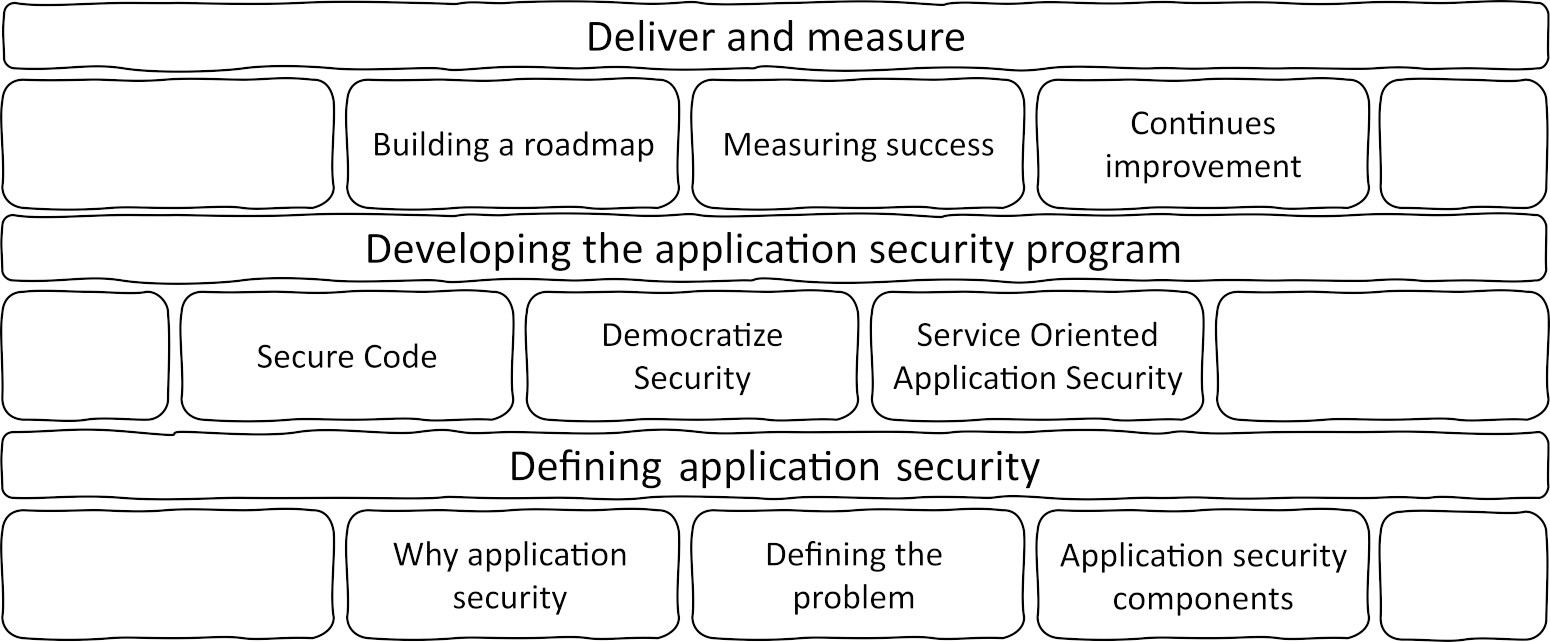 Deliver and measure
Building a roadmap
Measuring success
Continues
improvement
Developing the application security program
Secure Code
Democratize
Security
Service Oriented
Application Security
Defining application security
Why application
security
Defining the
problem
Application security
components